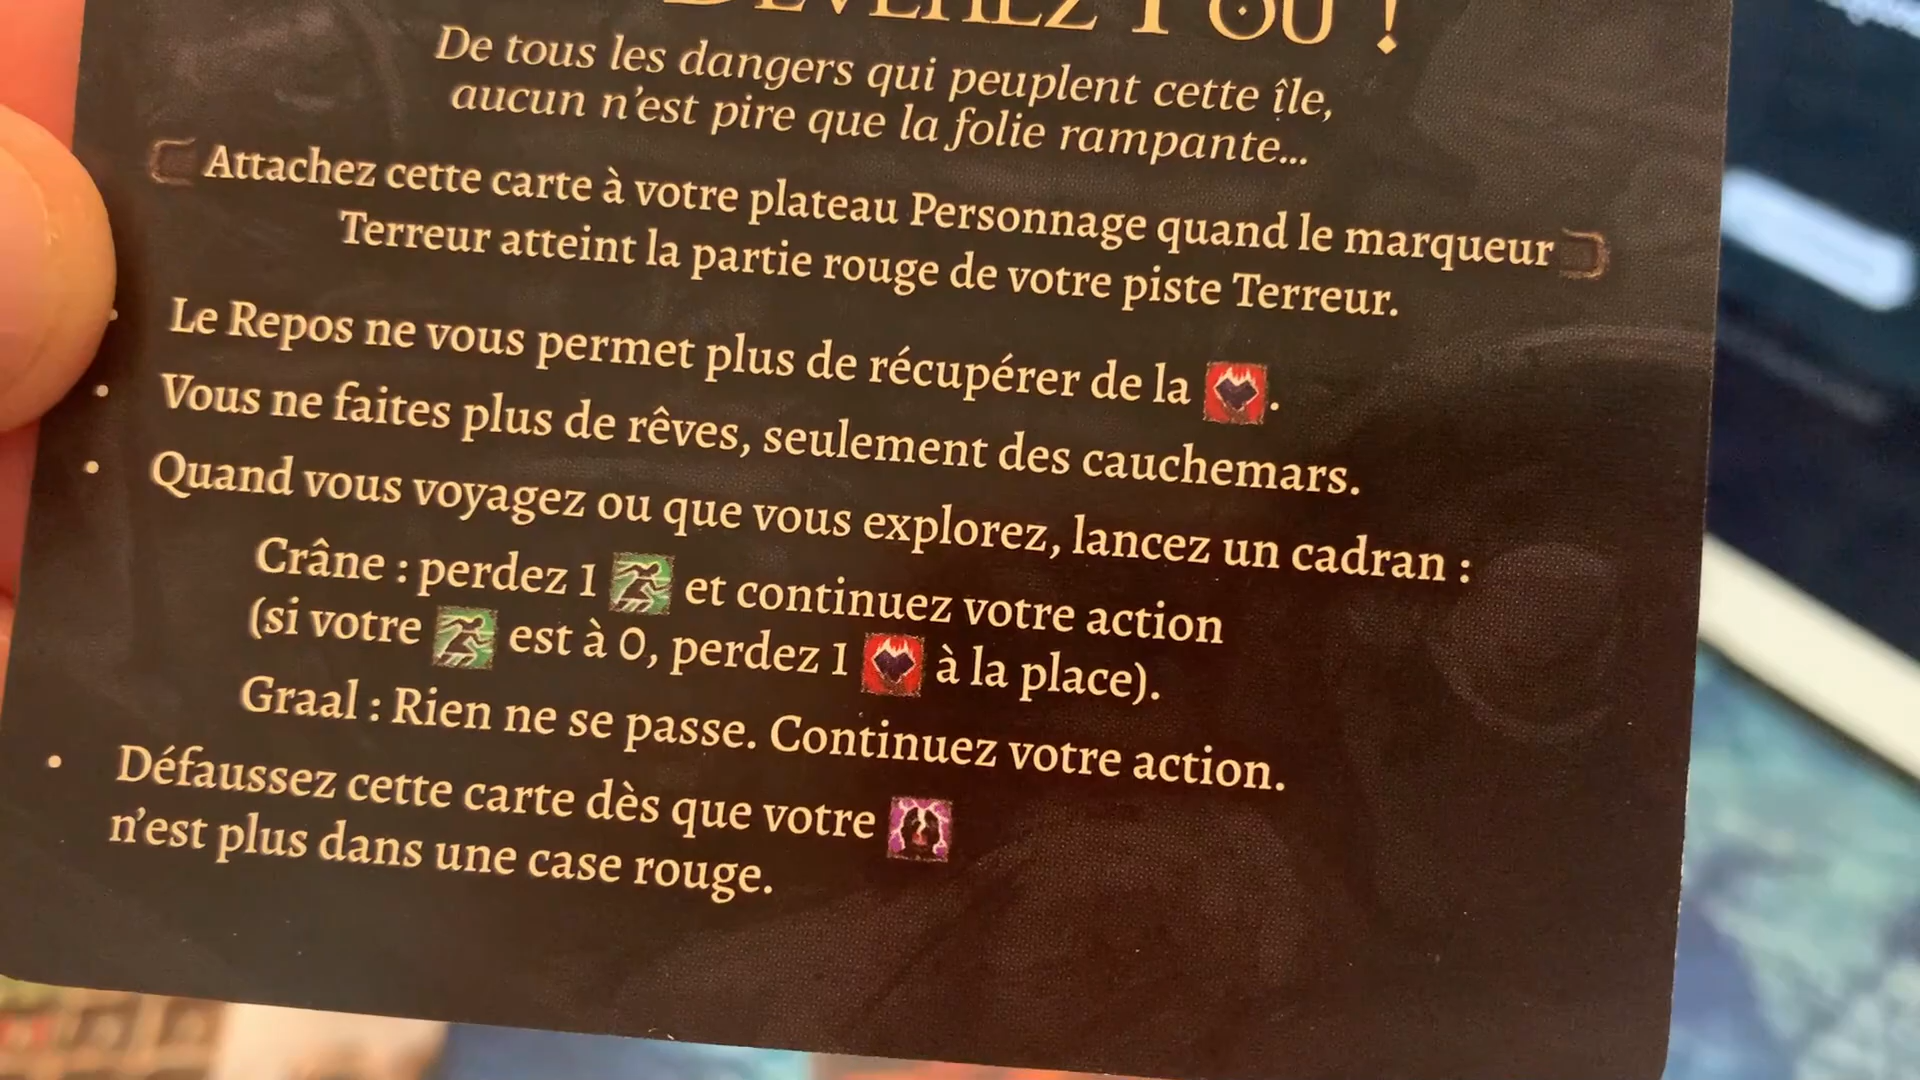 DEVENEZ FOU !
De tous les dangers qui peuplent cette île,
aucun n'est pire que la folie rampante...
Attachez cette carte à votre plateau Personnage quand le marqueur
Terreur atteint la partie rouge de votre piste Terreur.
• Le Repos ne vous permet plus de récupérer de la .
• Vous ne faites plus de rêves, seulement des cauchemars.
• Quand vous voyagez ou que vous explorez, lancez un cadran :
Crâne : perdez 1 et continuez votre action
(si votre est à 0, perdez 1 à la place).
Graal : Rien ne se passe. Continuez votre action.
• Défaussez cette carte dès que votre
n'est plus dans une case rouge.